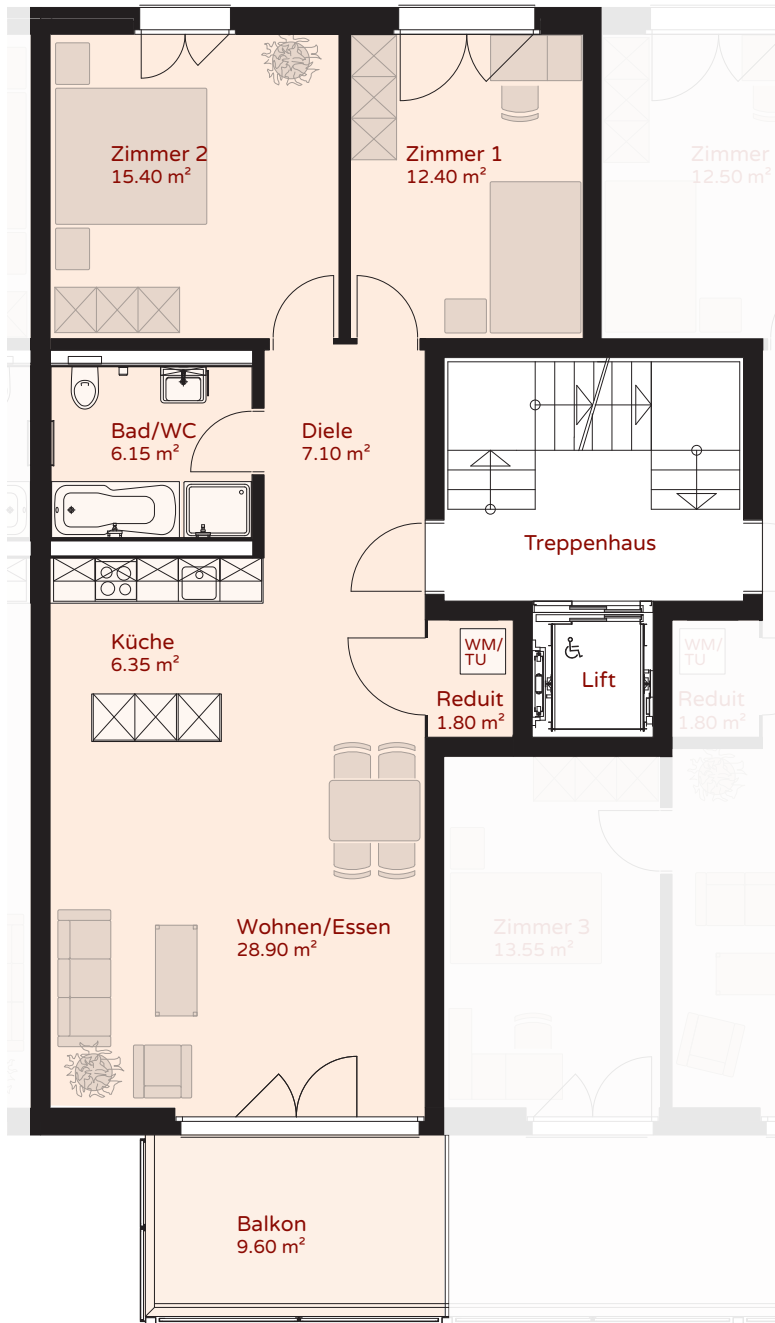 Zimmer 2
15.40 m²
Zimmer 1
12.40 m²
Zimmer
12.50 m²
Bad/WC
6.15 m²
Diele
7.10 m²
Treppenhaus
Küche
6.35 m²
WM/
TU
Reduit
1.80 m²
Lift
WM/
TU
Reduit
1.80 m²
Wohnen/Essen
28.90 m²
Zimmer 3
13.55 m²
Balkon
9.60 m²